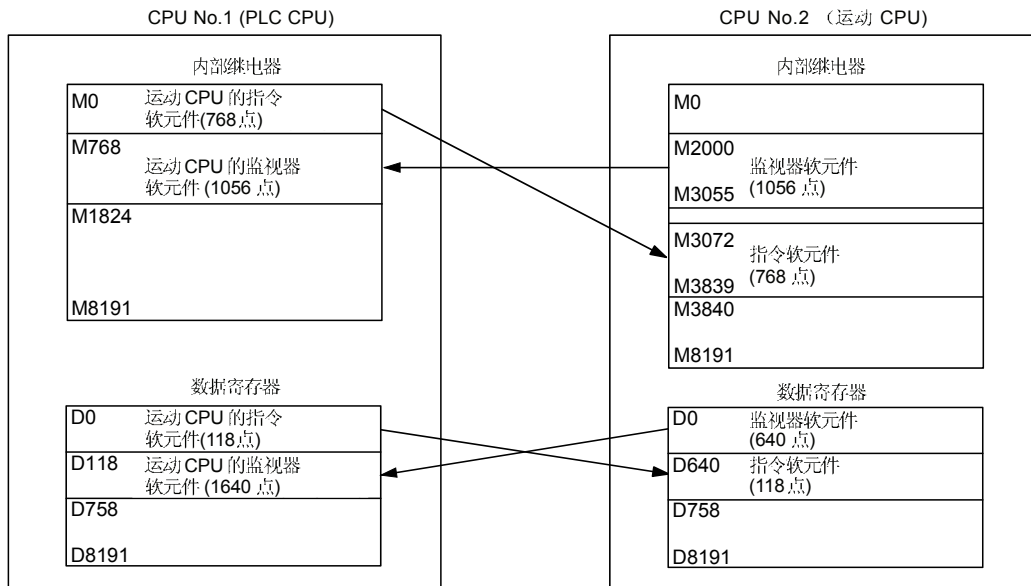 CPU No.1 (PLC CPU)
内部继电器
M0 运动 CPU 的指令
软元件(768点)
M768
运动 CPU 的监视器
软元件 (1056 点)
M1824
M8191
数据寄存器
D0 运动 CPU 的指令
软元件(118点)
D118 运动 CPU 的监视器
软元件 (1640 点)
D758
D8191
CPU No.2 （运动 CPU)
内部继电器
M0
M2000
监视器软元件
M3055 (1056 点)
M3072
指令软元件
(768 点)
M3839
M3840
M8191
数据寄存器
D0 监视器软元件
(640 点)
D640 指令软元件
(118点)
D758
D8191